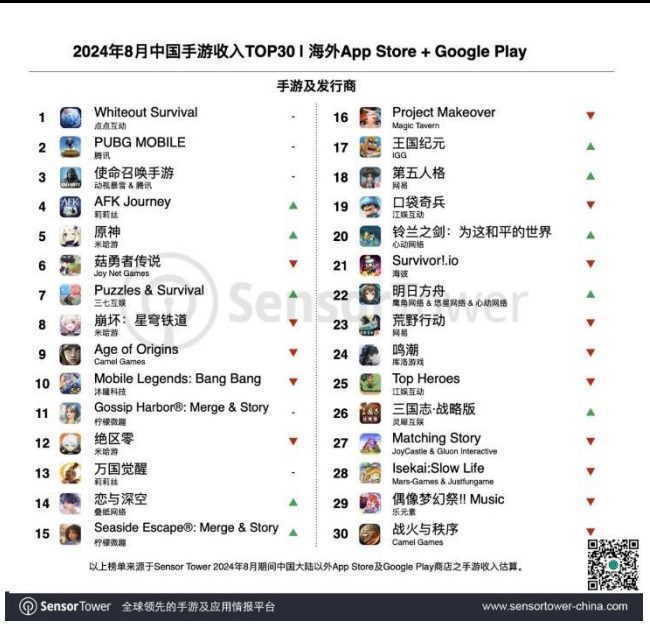 2024年8月中国手游收入TOP30 | 海外App Store + Google Play
手游及发行商
1 Whiteout Survival -
点点互动
2 PUBG MOBILE -
腾讯
3 使命召唤手游 -
动视暴雪 & 腾讯
4 AFK Journey ▲
莉莉丝
5 原神 ▲
米哈游
6 菇勇者传说 ▼
Joy Net Games
7 Puzzles & Survival ▲
三七互娱
8 崩坏：星穹铁道 ▼
米哈游
9 Age of Origins ▼
Camel Games
10 Mobile Legends: Bang Bang ▼
沐瞳科技
11 Gossip Harbor®: Merge & Story -
柠檬微趣
12 绝区零 ▼
米哈游
13 万国觉醒 -
莉莉丝
14 恋与深空 ▲
叠纸网络
15 Seaside Escape®: Merge & Story ▲
柠檬微趣
16 Project Makeover ▼
Magic Tavern
17 王国纪元 ▲
IGG
18 第五人格 ▲
网易
19 口袋奇兵 ▼
江娱互动
20 铃兰之剑：为这和平的世界 ▲
心动网络
21 Survivor!.io ▼
海彼
22 明日方舟 ▲
鹰角网络 & 悠星网络 & 心动网络
23 荒野行动 ▼
网易
24 鸣潮 ▼
库洛游戏
25 Top Heroes ▼
江娱互动
26 三国志·战略版 ▲
灵犀互娱
27 Matching Story ▼
JoyCastle & Gluon Interactive
28 Isekai:Slow Life ▼
Mars-Games & Justfungame
29 偶像梦幻祭!! Music ▼
乐元素
30 战火与秩序 ▼
Camel Games
SensorTower
以上榜单来源于Sensor Tower 2024年8月期间中国大陆以外App Store及Google Play商店之手游收入估算。
SensorTower 全球领先的手游及应用情报平台 www.sensortower-china.com